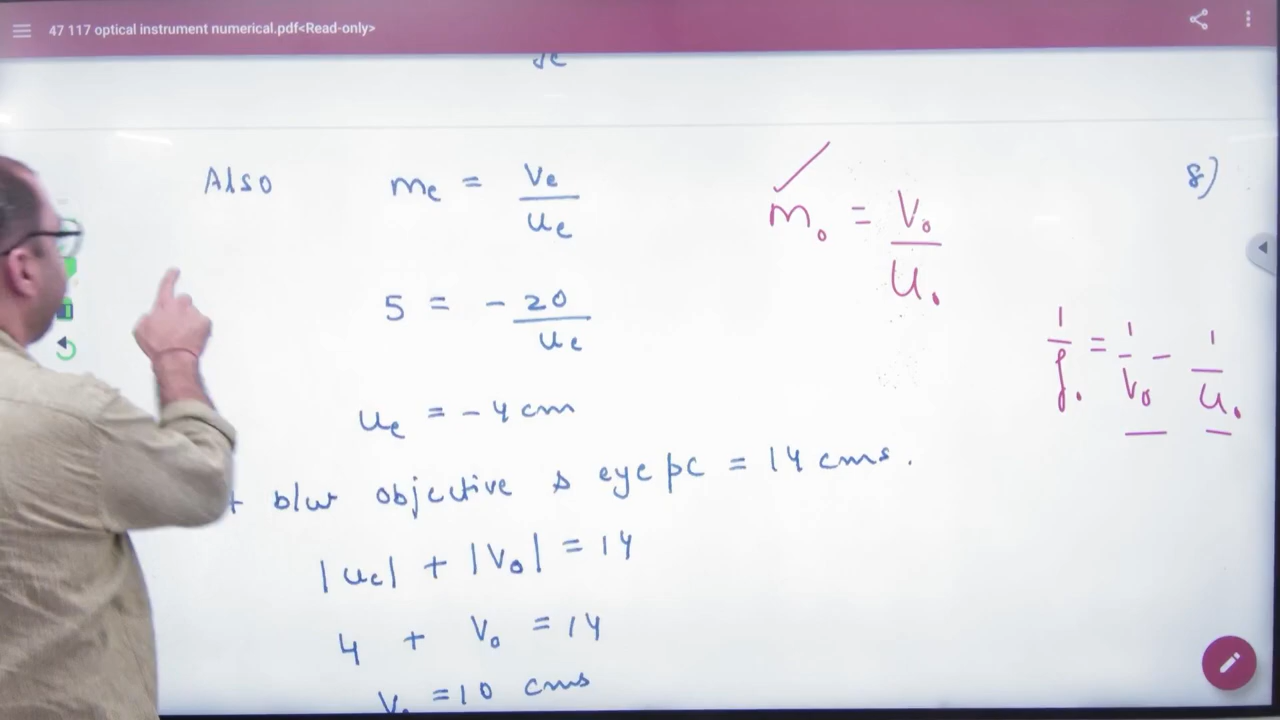 47 117 optical instrument numerical.pdf<Read-only>
Also me = ve/ue
5 = - 20/ue
ue = - 4 cm
b/w objective & eyepc = 14 cms.
|ue| + |vo| = 14
4 + vo = 14
vo = 10 cms
mo = vo/uo
8)
1/fo = 1/vo - 1/uo